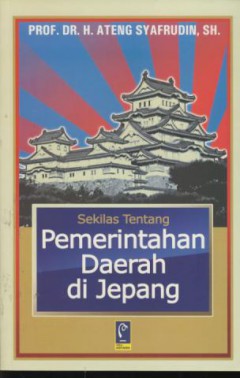 PROF. DR. H. ATENG SYAFRUDIN, SH.
Sekilas Tentang
Pemerintahan
Daerah
di Jepang